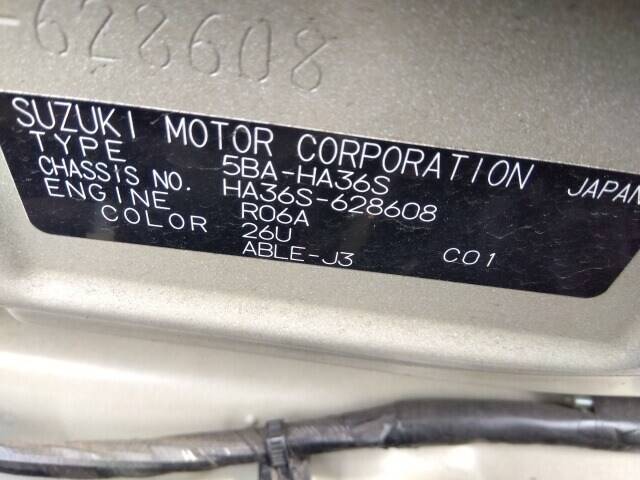 -628608
SUZUKI MOTOR CORPORATION JAPAN
TYPE 5BA-HA36S
CHASSIS NO. HA36S-628608
ENGINE R06A
COLOR 26U
ABLE-J3 C01